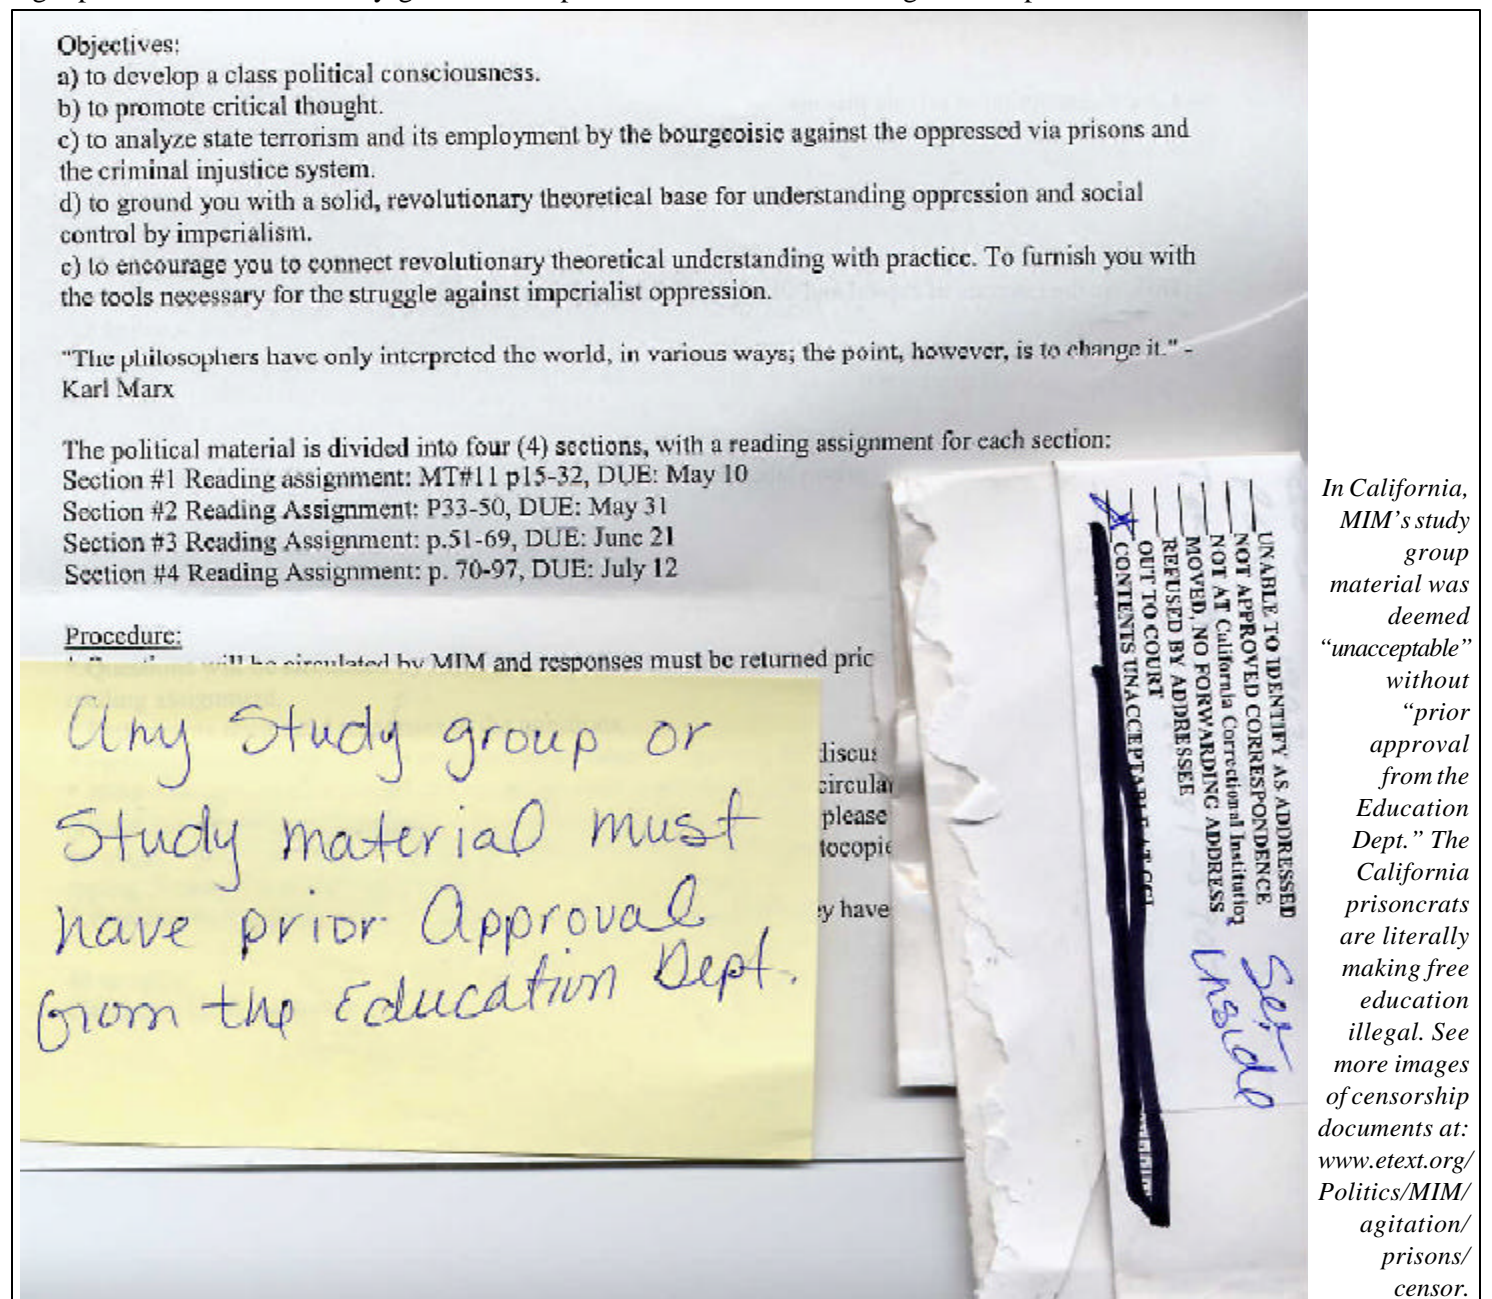 Objectives:
a) to develop a class political consciousness.
b) to promote critical thought.
c) to analyze state terrorism and its employment by the bourgeoisie against the oppressed via prisons and
the criminal injustice system.
d) to ground you with a solid, revolutionary theoretical base for understanding oppression and social
control by imperialism.
e) to encourage you to connect revolutionary theoretical understanding with practice. To furnish you with
the tools necessary for the struggle against imperialist oppression.
"The philosophers have only interpreted the world, in various ways; the point, however, is to change it." -
Karl Marx
The political material is divided into four (4) sections, with a reading assignment for each section:
Section #1 Reading assignment: MT#11 p15-32, DUE: May 10
Section #2 Reading Assignment: P33-50, DUE: May 31
Section #3 Reading Assignment: p.51-69, DUE: June 21
Section #4 Reading Assignment: p. 70-97, DUE: July 12
Procedure:
Questions will be circulated by MIM and responses must be returned
please
y have
Any Study group or
Study material must
have prior Approval
from the Education Dept.
UNABLE TO IDENTIFY AS ADDRESSED
NOT APPROVED CORRESPONDENCE
NOT AT California Correctional Institution
MOVED, NO FORWARDING ADDRESS
REFUSED BY ADDRESSEE
OUT TO COURT
CONTENTS UNACCEPTABLE AT CCI
See
Inside
In California,
MIM's study
group
material was
deemed
"unacceptable"
without
"prior
approval
from the
Education
Dept." The
California
prisoncrats
are literally
making free
education
illegal. See
more images
of censorship
documents at:
www.etext.org/
Politics/MIM/
agitation/
prisons/
censor.